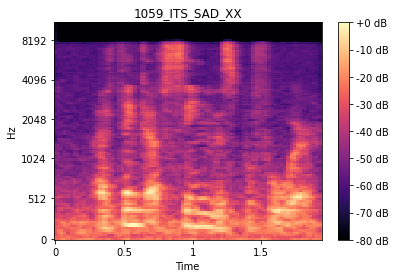 1059_ITS_SAD_XX
Hz
8192
4096
2048
1024
512
0
0
0.5
1
1.5
Time
+0 dB
-10 dB
-20 dB
-30 dB
-40 dB
-50 dB
-60 dB
-70 dB
-80 dB